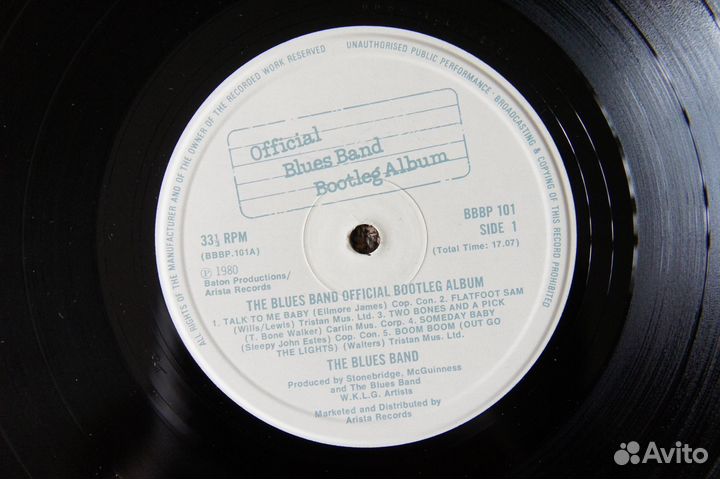 ALL RIGHTS OF THE MANUFACTURER AND OF THE OWNER OF THE RECORDED WORK RESERVED
UNAUTHORISED PUBLIC PERFORMANCE · BROADCASTING & COPYING OF THIS RECORD PROHIBITED
Official
Blues Band
Bootleg Album
33⅓ RPM
(BBBP.101A)
℗ 1980
Baton Productions/
Arista Records
BBBP 101
SIDE 1
(Total Time: 17.07)
THE BLUES BAND OFFICIAL BOOTLEG ALBUM
1. TALK TO ME BABY (Ellmore James) Cop. Con. 2. FLATFOOT SAM
(Wills/Lewis) Tristan Mus. Ltd. 3. TWO BONES AND A PICK
(T. Bone Walker) Carlin Mus. Corp. 4. SOMEDAY BABY
(Sleepy John Estes) Cop. Con. 5. BOOM BOOM (OUT GO
THE LIGHTS) (Walters) Tristan Mus. Ltd.
THE BLUES BAND
Produced by Stonebridge, McGuinness
and The Blues Band
W.K.L.G. Artists
Marketed and Distributed by
Arista Records
Avito